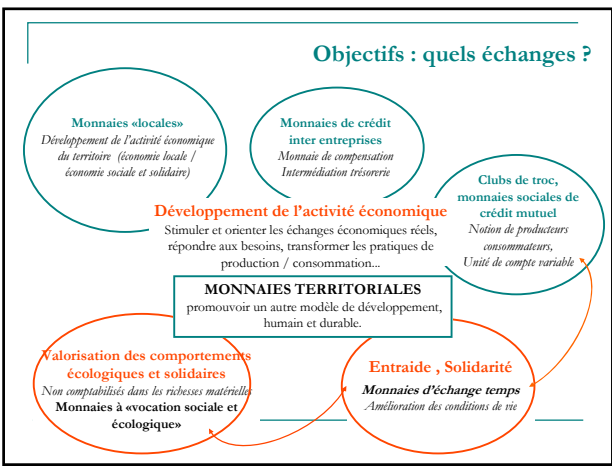 Objectifs : quels échanges ?
Monnaies «locales»
Développement de l'activité économique
du territoire (économie locale /
économie sociale et solidaire)
Monnaies de crédit
inter entreprises
Monnaie de compensation
Intermédiation trésorerie
Clubs de troc,
monnaies sociales de
crédit mutuel
Notion de producteurs
consommateurs,
Unité de compte variable
Développement de l'activité économique
Stimuler et orienter les échanges économiques réels,
répondre aux besoins, transformer les pratiques de
production / consommation...
MONNAIES TERRITORIALES
promouvoir un autre modèle de développement,
humain et durable.
Valorisation des comportements
écologiques et solidaires
Non comptabilisés dans les richesses matérielles
Monnaies à «vocation sociale et
écologique»
Entraide , Solidarité
Monnaies d'échange temps
Amélioration des conditions de vie